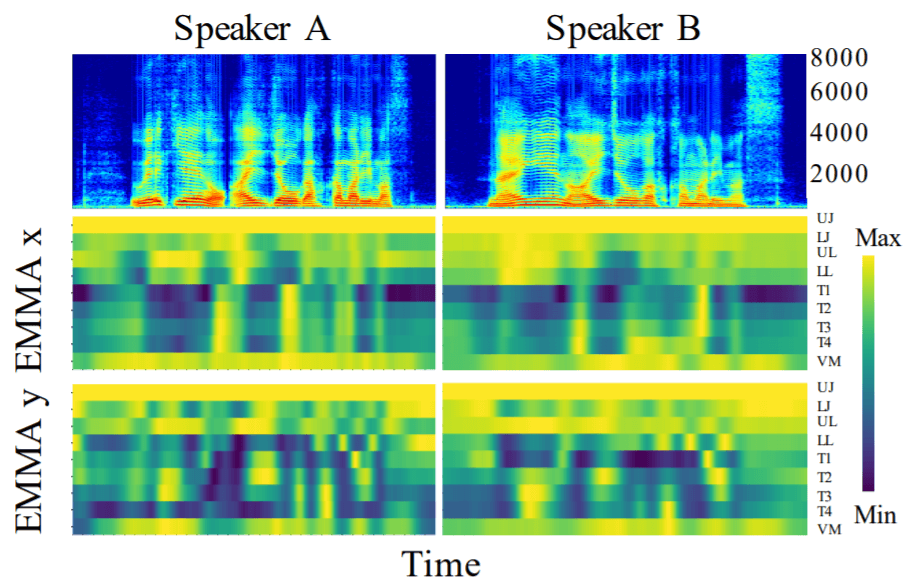 Speaker A
Speaker B
8000
6000
4000
2000
EMMA x
UJ
LJ
UL
LL
T1
T2
T3
T4
VM
EMMA y
UJ
LJ
UL
LL
T1
T2
T3
T4
VM
Max
Min
Time